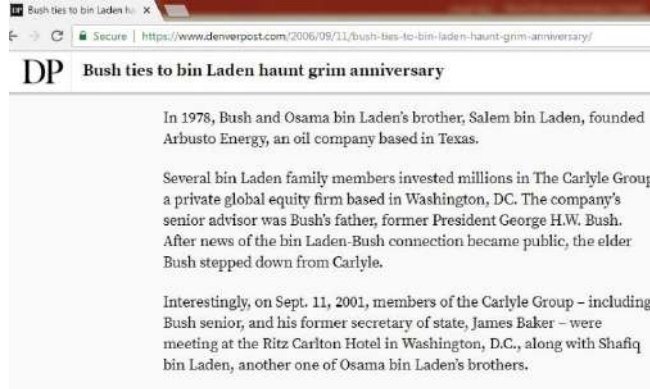 Bush ties to bin Laden ha
Secure | https://www.denverpost.com/2006/09/11/bush-ties-to-bin-laden-haunt-grim-anniversary/
DP Bush ties to bin Laden haunt grim anniversary
In 1978, Bush and Osama bin Laden's brother, Salem bin Laden, founded
Arbusto Energy, an oil company based in Texas.
Several bin Laden family members invested millions in The Carlyle Group
a private global equity firm based in Washington, DC. The company's
senior advisor was Bush's father, former President George H.W. Bush.
After news of the bin Laden-Bush connection became public, the elder
Bush stepped down from Carlyle.
Interestingly, on Sept. 11, 2001, members of the Carlyle Group – including
Bush senior, and his former secretary of state, James Baker – were
meeting at the Ritz Carlton Hotel in Washington, D.C., along with Shafiq
bin Laden, another one of Osama bin Laden's brothers.